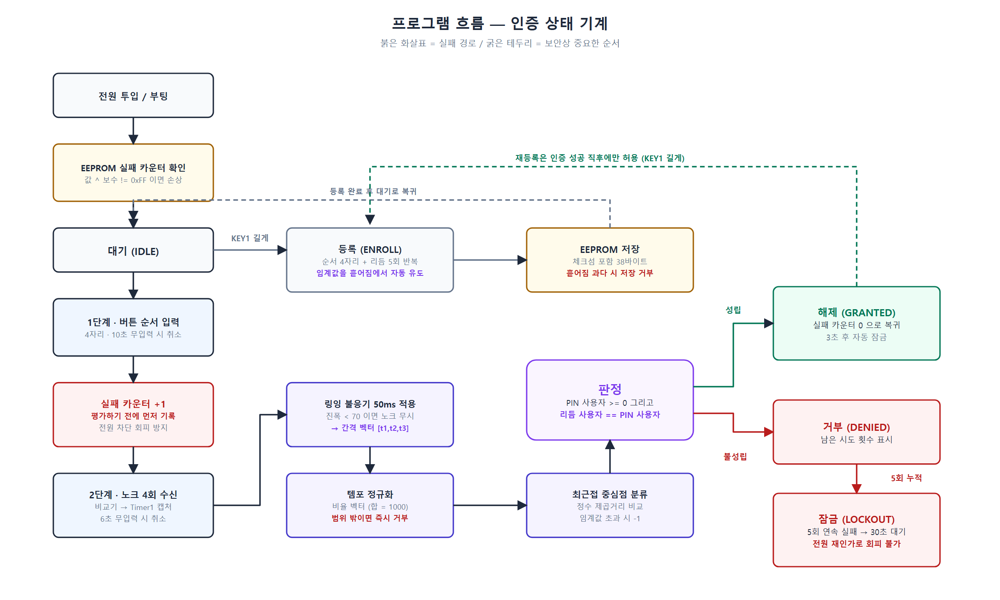 프로그램 흐름 — 인증 상태 기계
붉은 화살표 = 실패 경로 / 굵은 테두리 = 보안상 중요한 순서
전원 투입 / 부팅
EEPROM 실패 카운터 확인
값 ^ 보수 != 0xFF 이면 손상
재등록은 인증 성공 직후에만 허용 (KEY1 길게)
등록 완료 후 대기로 복귀
대기 (IDLE)
KEY1 길게
등록 (ENROLL)
순서 4자리 + 리듬 5회 반복
임계값을 흩어짐에서 자동 유도
EEPROM 저장
체크섬 포함 38바이트
흩어짐 과다 시 저장 거부
1단계 · 버튼 순서 입력
4자리 · 10초 무입력 시 취소
성립
해제 (GRANTED)
실패 카운터 0 으로 복귀
3초 후 자동 잠금
실패 카운터 +1
평가하기 전에 먼저 기록
전원 차단 회피 방지
링잉 불응기 50ms 적용
진폭 < 70 이면 노크 무시
→ 간격 벡터 [t1,t2,t3]
판정
PIN 사용자 >= 0 그리고
리듬 사용자 == PIN 사용자
거부 (DENIED)
남은 시도 횟수 표시
불성립
5회 누적
2단계 · 노크 4회 수신
비교기 → Timer1 캡처
6초 무입력 시 취소
템포 정규화
비율 벡터 (합 = 1000)
범위 밖이면 즉시 거부
최근접 중심점 분류
정수 제곱거리 비교
임계값 초과 시 -1
잠금 (LOCKOUT)
5회 연속 실패 → 30초 대기
전원 재인가로 회피 불가